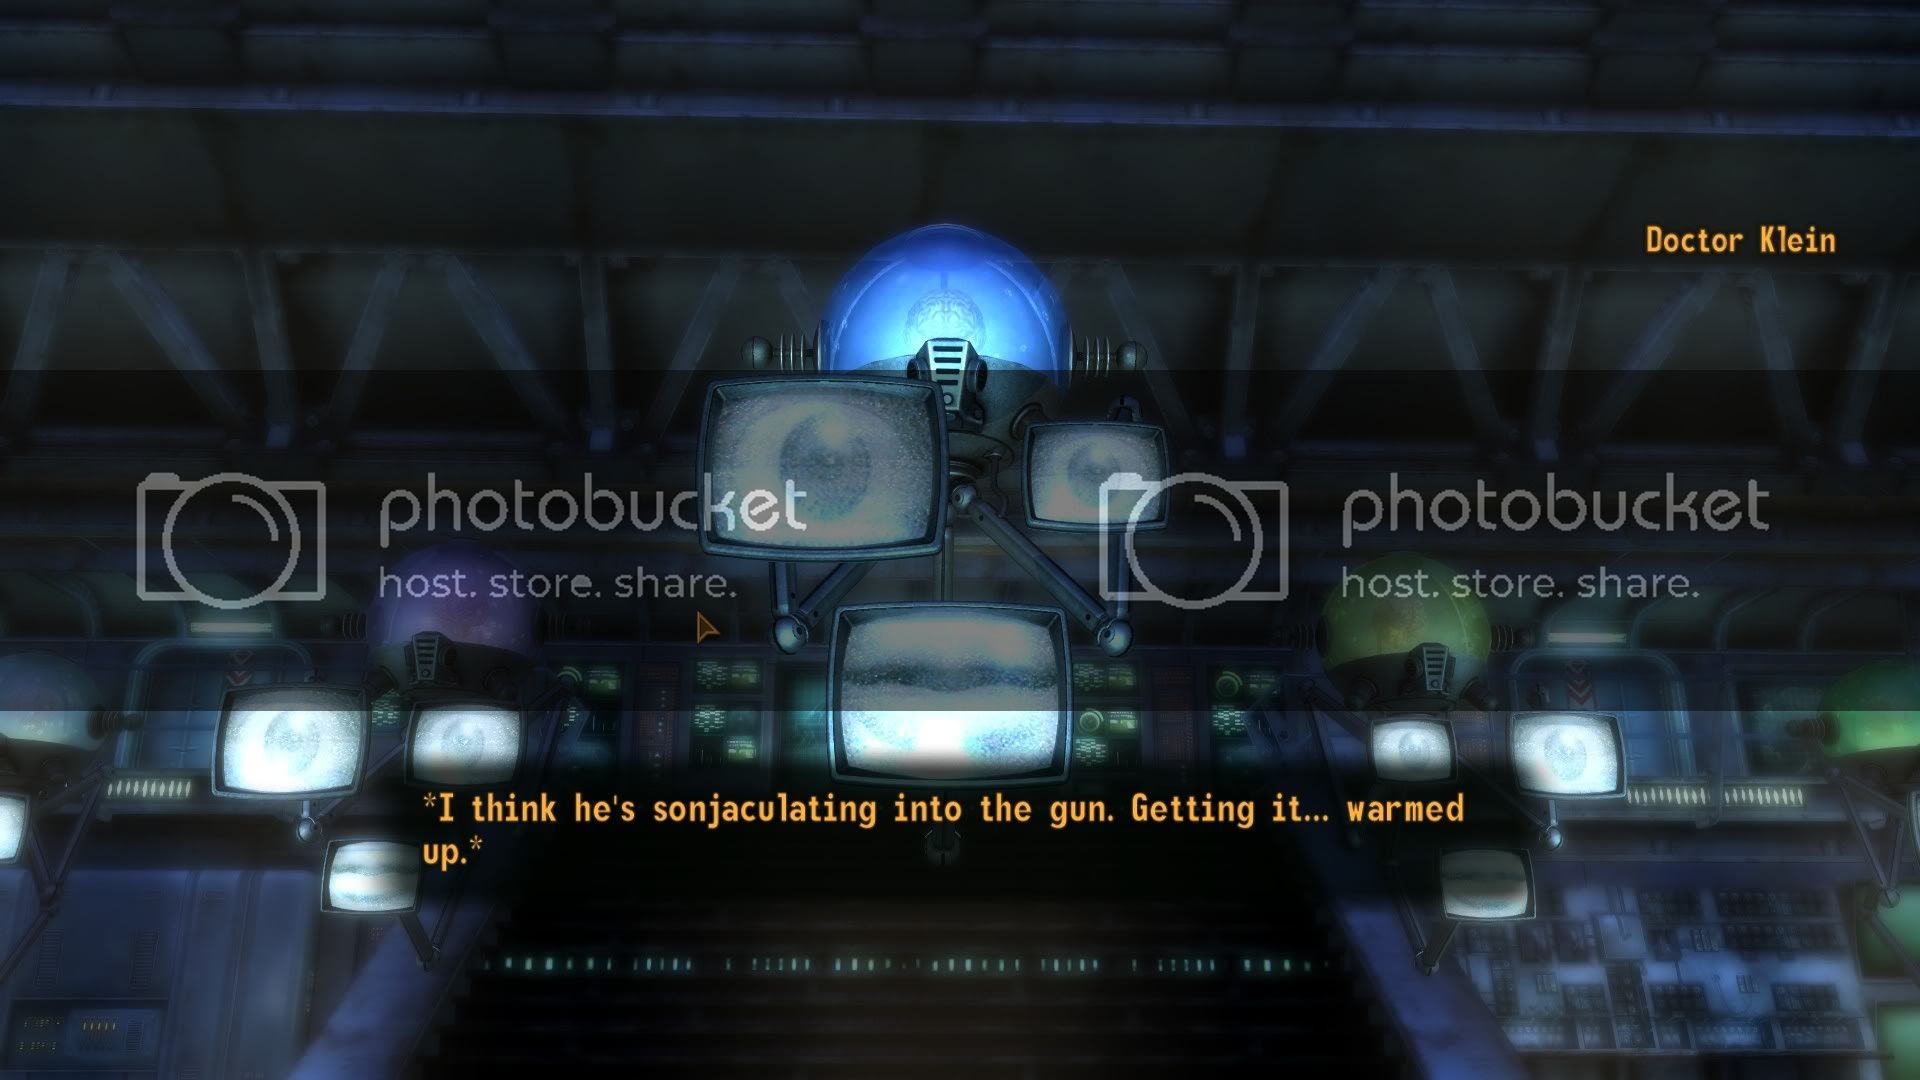 Doctor Klein
photobucket
host. store. share.
photobucket
host. store. share.
*I think he's sonjaculating into the gun. Getting it... warmed
up.*